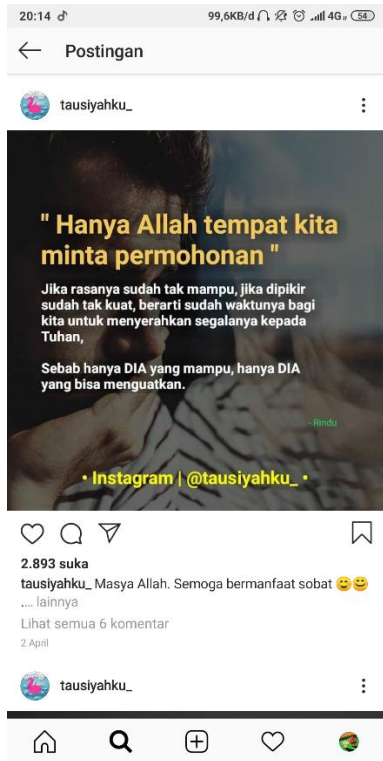 20:14 99,6KB/d 4G 54
Postingan
tausiyahku_
" Hanya Allah tempat kita
minta permohonan "
Jika rasanya sudah tak mampu, jika dipikir
sudah tak kuat, berarti sudah waktunya bagi
kita untuk menyerahkan segalanya kepada
Tuhan,
Sebab hanya DIA yang mampu, hanya DIA
yang bisa menguatkan.
- Rindu
• Instagram | @tausiyahku_ •
2.893 suka
tausiyahku_ Masya Allah. Semoga bermanfaat sobat 😊😄
.... lainnya
Lihat semua 6 komentar
2 April
tausiyahku_